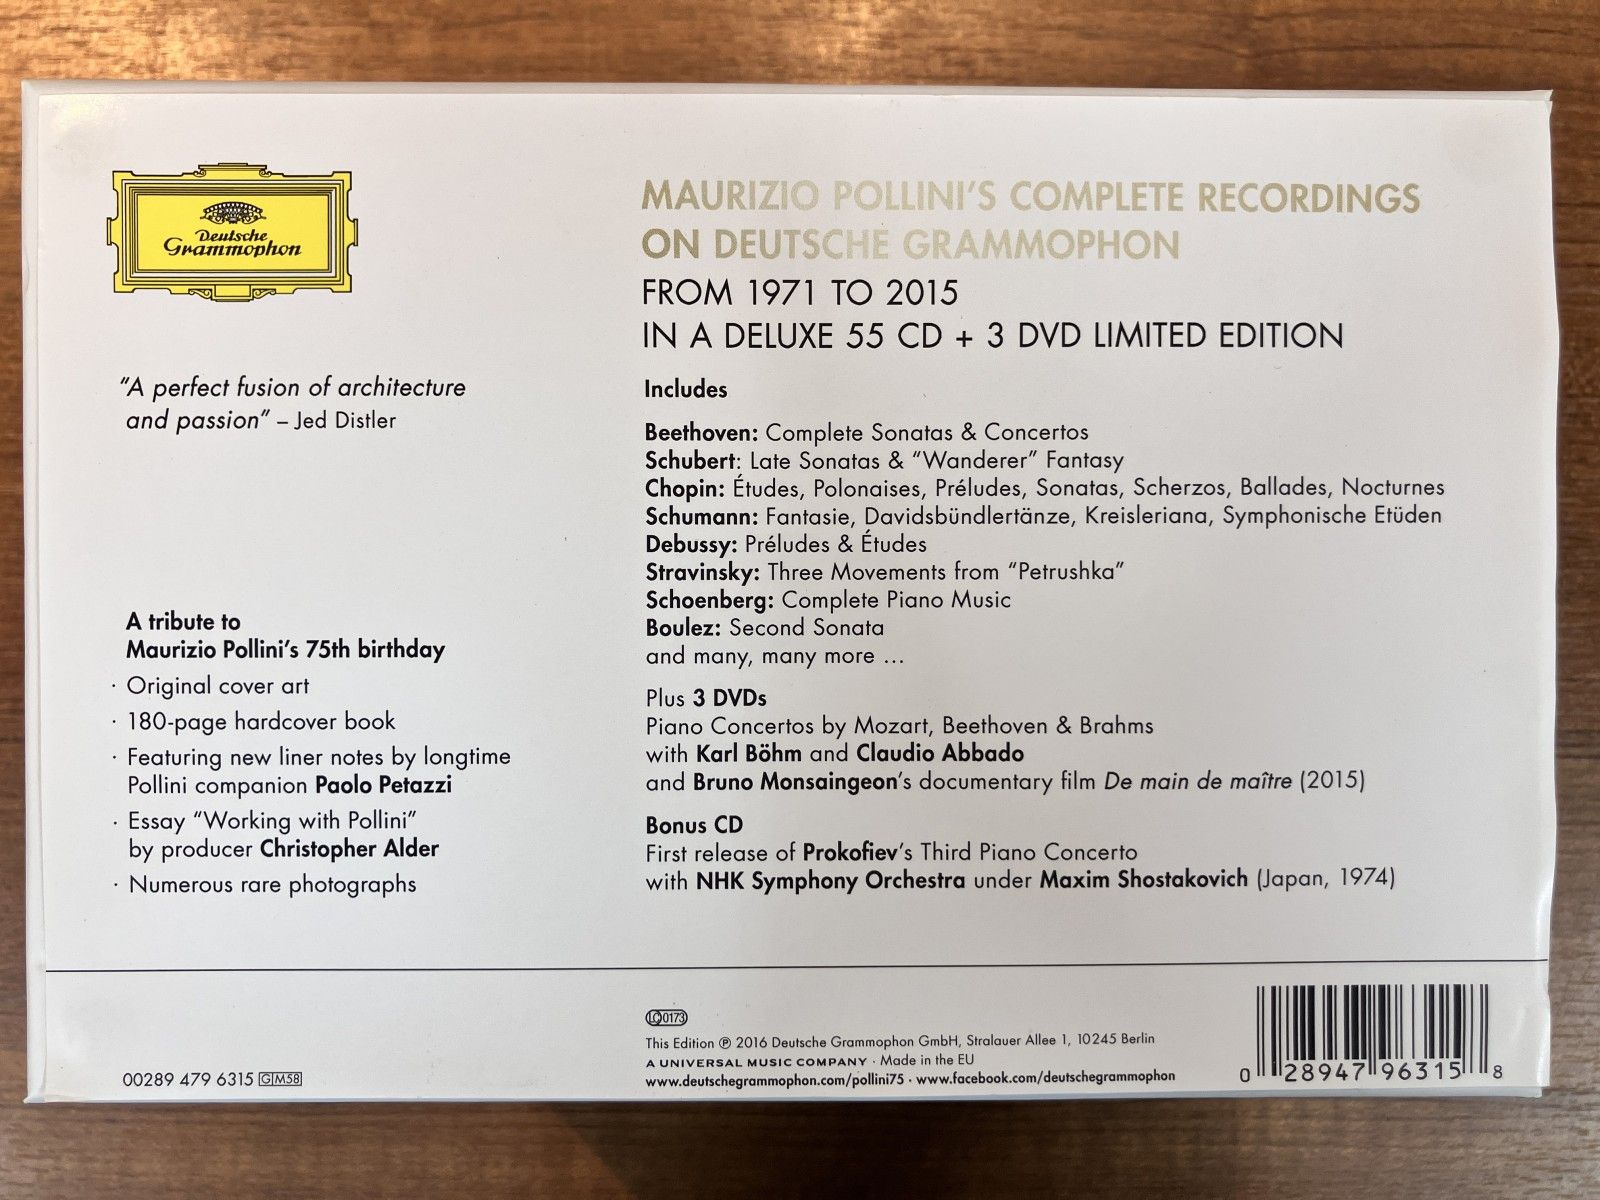 Deutsche
Grammophon
"A perfect fusion of architecture
and passion" – Jed Distler
A tribute to
Maurizio Pollini's 75th birthday
· Original cover art
· 180-page hardcover book
· Featuring new liner notes by longtime
Pollini companion Paolo Petazzi
· Essay "Working with Pollini"
by producer Christopher Alder
· Numerous rare photographs
MAURIZIO POLLINI'S COMPLETE RECORDINGS
ON DEUTSCHE GRAMMOPHON
FROM 1971 TO 2015
IN A DELUXE 55 CD + 3 DVD LIMITED EDITION
Includes
Beethoven: Complete Sonatas & Concertos
Schubert: Late Sonatas & "Wanderer" Fantasy
Chopin: Études, Polonaises, Préludes, Sonatas, Scherzos, Ballades, Nocturnes
Schumann: Fantasie, Davidsbündlertänze, Kreisleriana, Symphonische Etüden
Debussy: Préludes & Études
Stravinsky: Three Movements from "Petrushka"
Schoenberg: Complete Piano Music
Boulez: Second Sonata
and many, many more ...
Plus 3 DVDs
Piano Concertos by Mozart, Beethoven & Brahms
with Karl Böhm and Claudio Abbado
and Bruno Monsaingeon's documentary film De main de maître (2015)
Bonus CD
First release of Prokofiev's Third Piano Concerto
with NHK Symphony Orchestra under Maxim Shostakovich (Japan, 1974)
00289 479 6315 GM58
LC0173
This Edition ℗ 2016 Deutsche Grammophon GmbH, Stralauer Allee 1, 10245 Berlin
A UNIVERSAL MUSIC COMPANY · Made in the EU
www.deutschegrammophon.com/pollini75 · www.facebook.com/deutschegrammophon
0 28947 96315 8